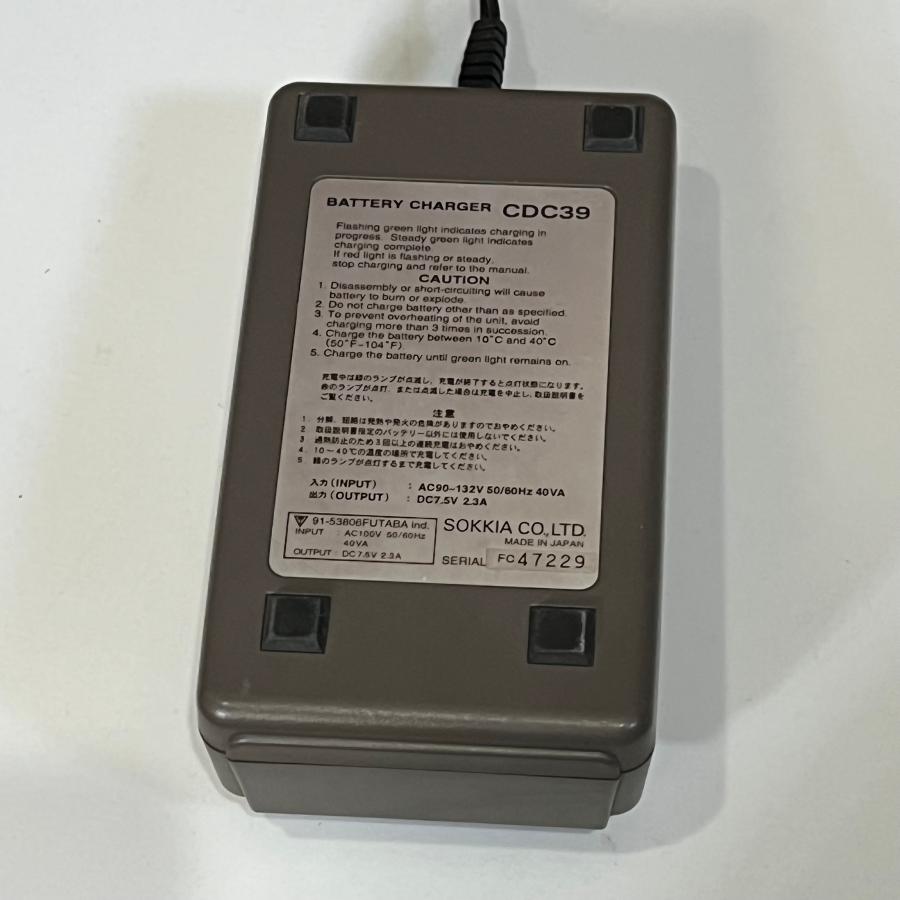 BATTERY CHARGER CDC39
Flashing green light indicates charging in
progress. Steady green light indicates
charging complete.
If red light is flashing or steady,
stop charging and refer to the manual.
CAUTION
1. Disassembly or short-circuiting will cause
battery to burn or explode.
2. Do not charge battery other than as specified.
3. To prevent overheating of the unit, avoid
charging more than 3 times in succession.
4. Charge the battery between 10°C and 40°C
(50°F-104°F).
5. Charge the battery until green light remains on.
充電中は緑のランプが点滅し、充電が終了すると点灯状態になります。
赤のランプが点灯、または点滅した場合は充電を中止し、取扱説明書を
ご覧ください。
注意
1. 分解、短絡は発熱や発火の危険がありますのでおやめください。
2. 取扱説明書指定のバッテリー以外には使用しないでください。
3. 過熱防止のため3回以上の連続充電はおやめください。
4. 10〜40℃の温度の場所で充電してください。
5. 緑のランプが点灯するまで充電してください。
入力(INPUT) : AC90~132V 50/60Hz 40VA
出力(OUTPUT) : DC7.5V 2.3A
91-53806FUTABA Ind.
INPUT : AC100V 50/60Hz
40VA
OUTPUT : DC7.5V 2.3A
SOKKIA CO.,LTD.
MADE IN JAPAN
SERIAL FC47229